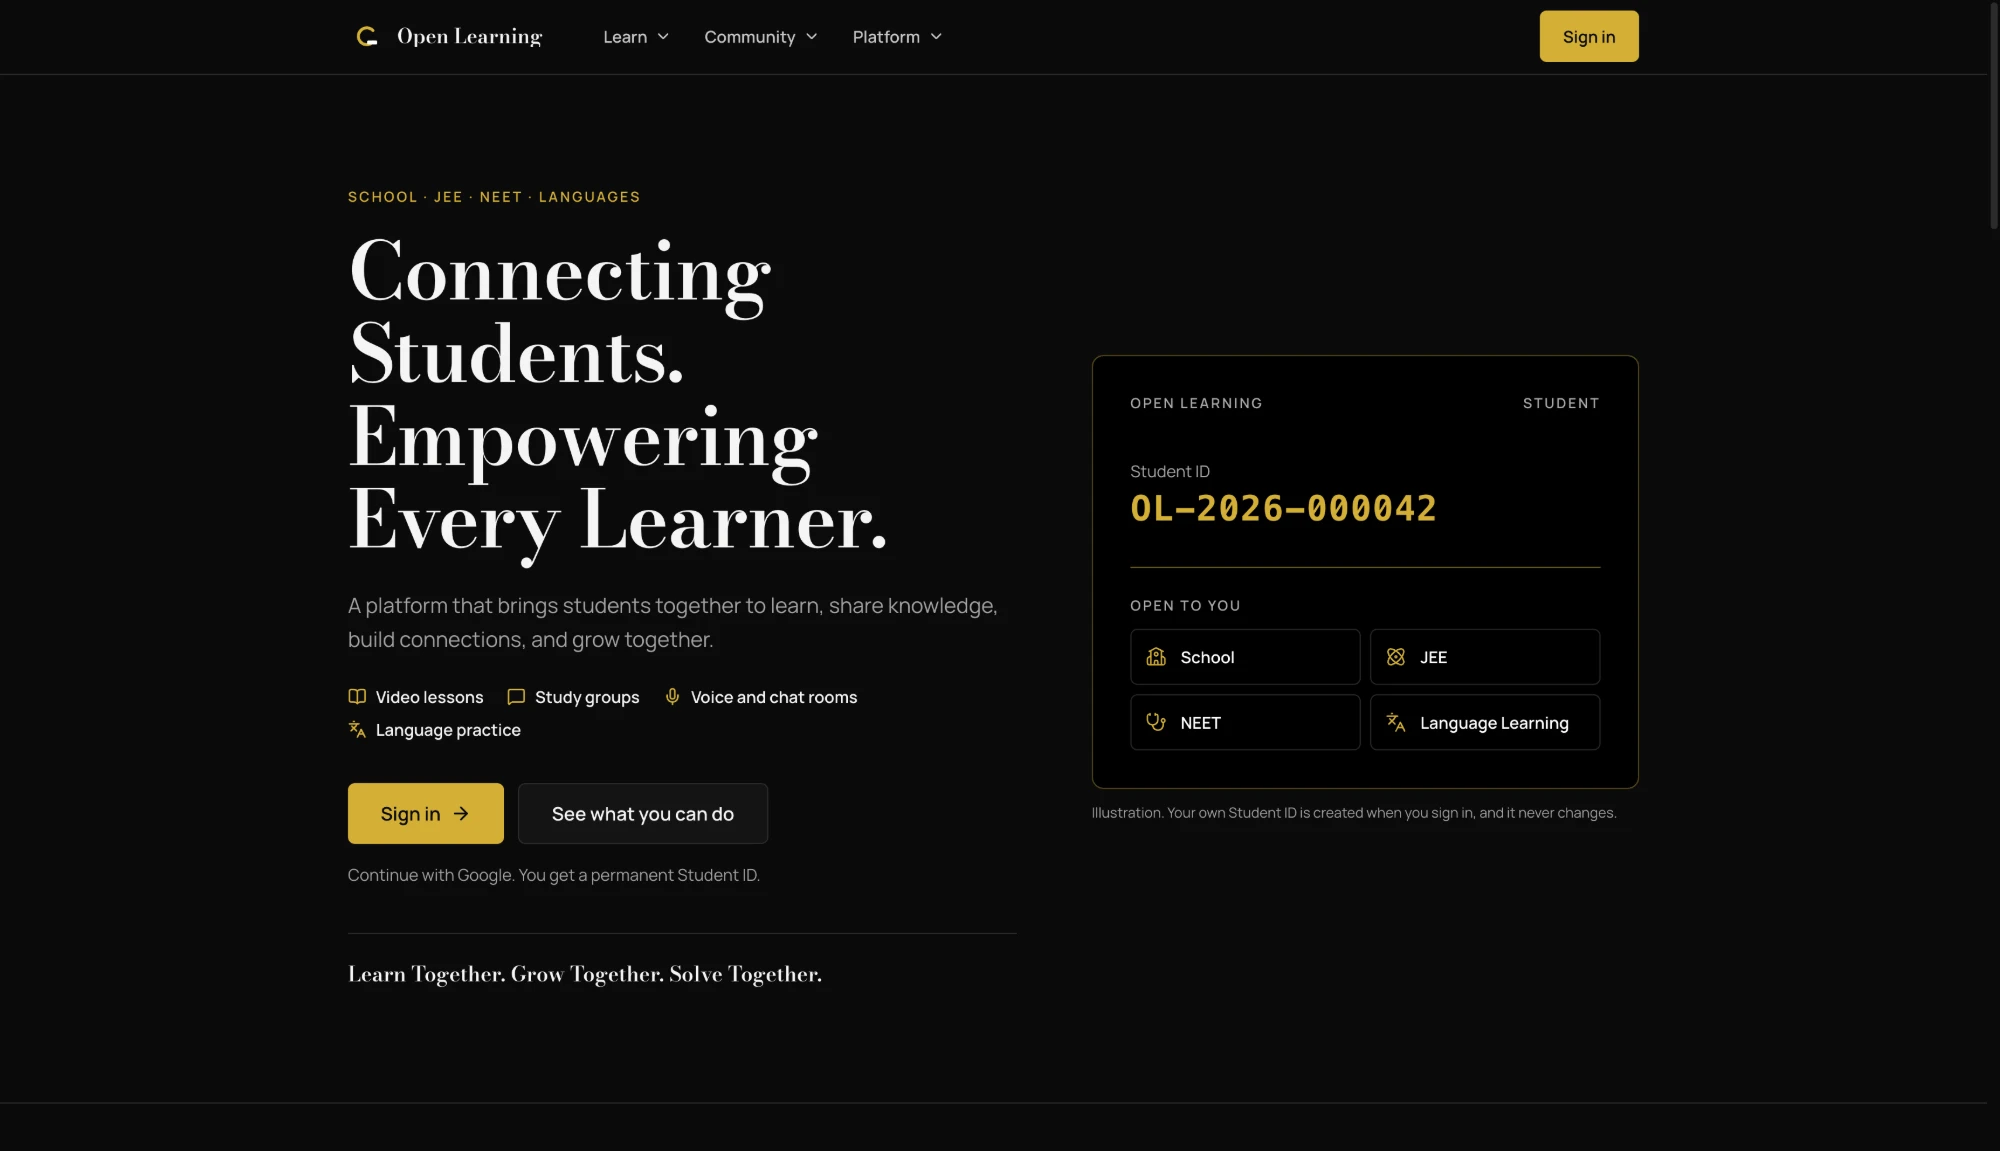 Open Learning
Learn
Community
Platform
Sign in
SCHOOL · JEE · NEET · LANGUAGES
Connecting
Students.
Empowering
Every Learner.
A platform that brings students together to learn, share knowledge,
build connections, and grow together.
Video lessons
Study groups
Voice and chat rooms
Language practice
Sign in →
See what you can do
Continue with Google. You get a permanent Student ID.
Learn Together. Grow Together. Solve Together.
OPEN LEARNING
STUDENT
Student ID
OL-2026-000042
OPEN TO YOU
School
JEE
NEET
Language Learning
Illustration. Your own Student ID is created when you sign in, and it never changes.